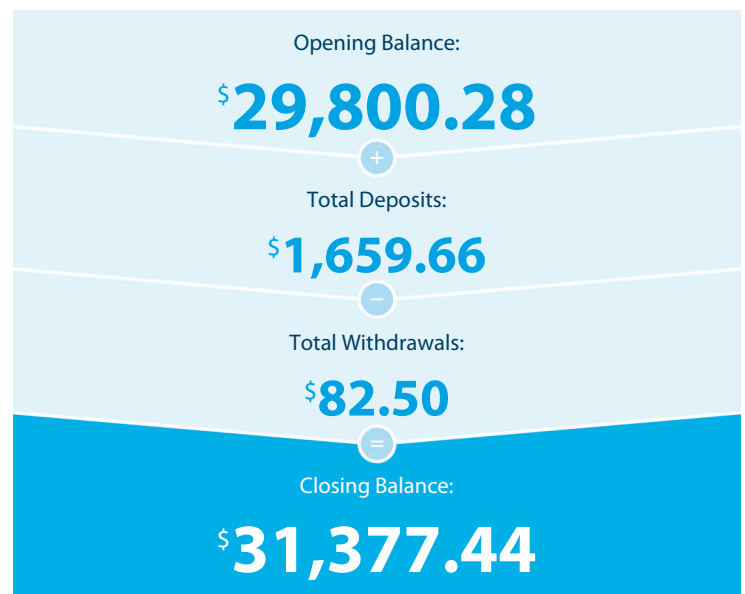 Opening Balance:
$29,800.28
+
Total Deposits:
$1,659.66
−
Total Withdrawals:
$82.50
=
Closing Balance:
$31,377.44